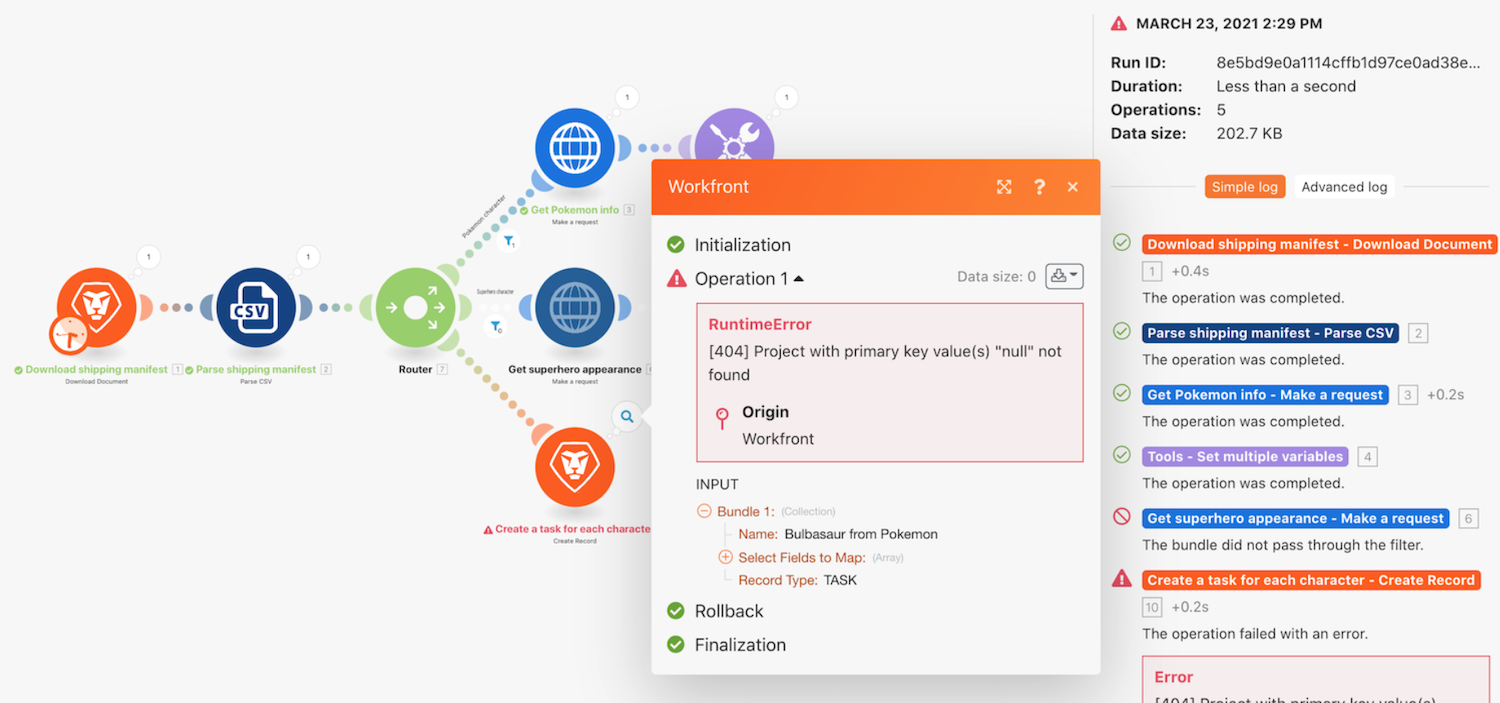 1
1
Pokemon character
Get Pokemon info 3
Make a request
1
1
1
CSV
Superhero character
0
Download shipping manifest 1
Download Document
Parse shipping manifest 2
Parse CSV
Router 7
Get superhero appearance
Make a request
Create a task for each characte
Create Record
Workfront
?
Initialization
Operation 1
Data size: 0
RuntimeError
[404] Project with primary key value(s) "null" not
found
Origin
Workfront
INPUT
Bundle 1: (Collection)
Name: Bulbasaur from Pokemon
Select Fields to Map: (Array)
Record Type: TASK
Rollback
Finalization
MARCH 23, 2021 2:29 PM
Run ID: 8e5bd9e0a1114cffb1d97ce0ad38e...
Duration: Less than a second
Operations: 5
Data size: 202.7 KB
Simple log Advanced log
Download shipping manifest - Download Document
1 +0.4s
The operation was completed.
Parse shipping manifest - Parse CSV 2
The operation was completed.
Get Pokemon info - Make a request 3 +0.2s
The operation was completed.
Tools - Set multiple variables 4
The operation was completed.
Get superhero appearance - Make a request 6
The bundle did not pass through the filter.
Create a task for each character - Create Record
10 +0.2s
The operation failed with an error.
Error
[404] Project with primary key value(s)